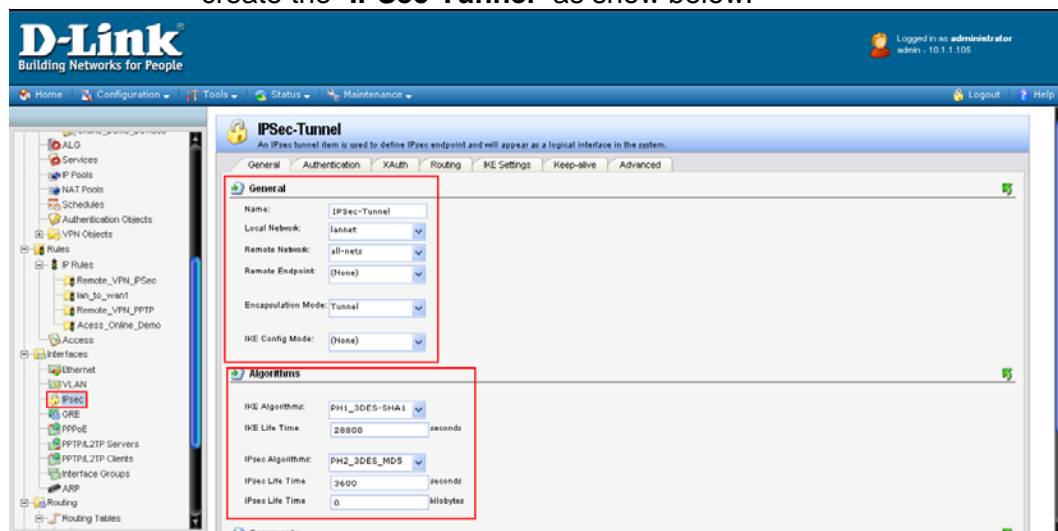 create the "IPSec-Tunnel" as show below.
D-Link
Building Networks for People
Logged in as administrator
admin - 10.1.1.105
Home Configuration Tools Status Maintenance Logout Help
ALG
Services
IP Pools
NAT Pools
Schedules
Authentication Objects
VPN Objects
Rules
IP Rules
Remote_VPN_IPSec
lan_to_wan1
Remote_VPN_PPTP
Acess_Online_Demo
Access
Interfaces
Ethernet
VLAN
IPsec
GRE
PPPoE
PPTP/L2TP Servers
PPTP/L2TP Clients
Interface Groups
ARP
Routing
Routing Tables
IPSec-Tunnel
An IPsec tunnel item is used to define IPsec endpoint and will appear as a logical interface in the system.
General Authentication XAuth Routing IKE Settings Keep-alive Advanced
General
Name: IPSec-Tunnel
Local Network: lannet
Remote Network: all-nets
Remote Endpoint: (None)
Encapsulation Mode: Tunnel
IKE Config Mode: (None)
Algorithms
IKE Algorithms: PH1_3DES-SHA1
IKE Life Time 28800 seconds
IPsec Algorithms: PH2_3DES_MD5
IPsec Life Time 3600 seconds
IPsec Life Time 0 kilobytes